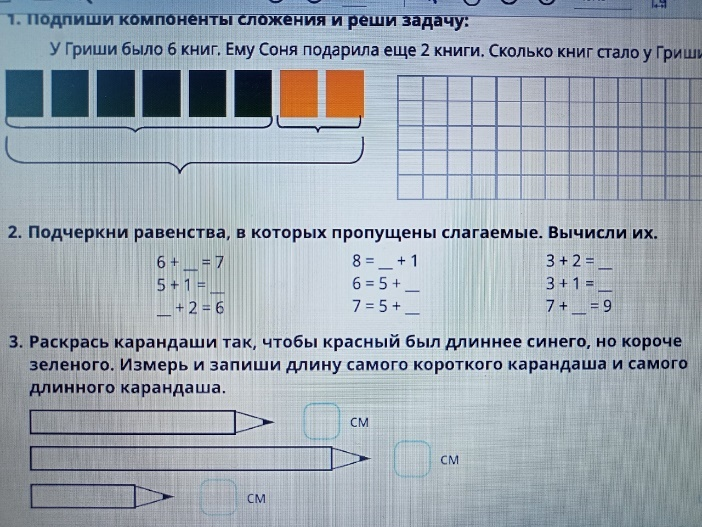 1. Подпиши компоненты сложения и реши задачу:
У Гриши было 6 книг. Ему Соня подарила еще 2 книги. Сколько книг стало у Гриши
2. Подчеркни равенства, в которых пропущены слагаемые. Вычисли их.
6 + __ = 7
8 = __ + 1
3 + 2 = __
5 + 1 = __
6 = 5 + __
3 + 1 = __
__ + 2 = 6
7 = 5 + __
7 + __ = 9
3. Раскрась карандаши так, чтобы красный был длиннее синего, но короче
зеленого. Измерь и запиши длину самого короткого карандаша и самого
длинного карандаша.
см
см
см